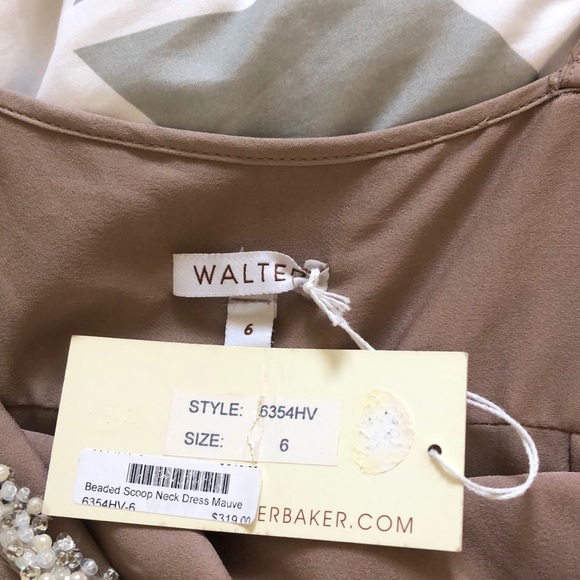 WALTE
6
STYLE: 6354HV
SIZE: 6
Beaded Scoop Neck Dress Mauve
6354HV-6
$319.00
ERBAKER.COM